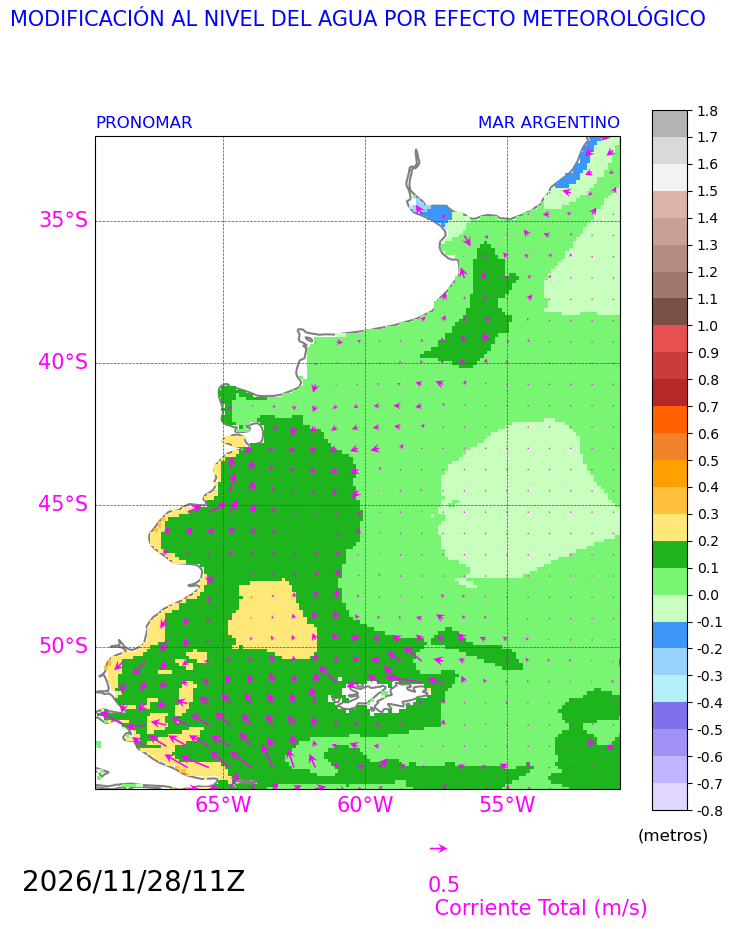 MODIFICACIÓN AL NIVEL DEL AGUA POR EFECTO METEOROLÓGICO
PRONOMAR
MAR ARGENTINO
35°S
40°S
45°S
50°S
65°W
60°W
55°W
1.8
1.7
1.6
1.5
1.4
1.3
1.2
1.1
1.0
0.9
0.8
0.7
0.6
0.5
0.4
0.3
0.2
0.1
0.0
-0.1
-0.2
-0.3
-0.4
-0.5
-0.6
-0.7
-0.8
(metros)
2026/11/28/11Z
0.5
Corriente Total (m/s)